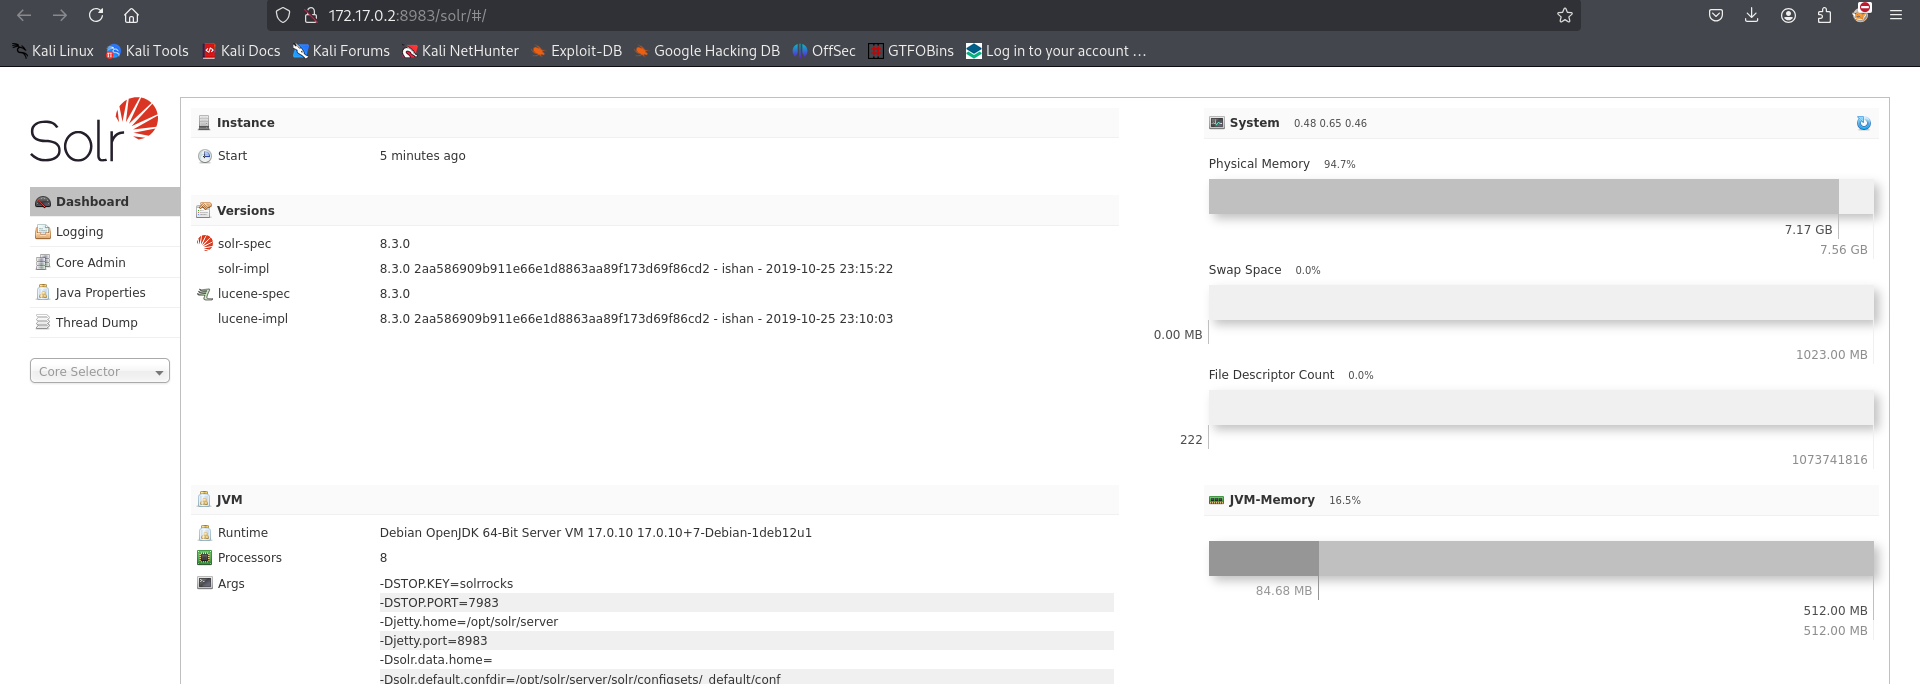 172.17.0.2:8983/solr/#/
Kali Linux Kali Tools Kali Docs Kali Forums Kali NetHunter Exploit-DB Google Hacking DB OffSec GTFOBins Log in to your account …
Solr
Dashboard
Logging
Core Admin
Java Properties
Thread Dump
Core Selector
Instance
Start 5 minutes ago
Versions
solr-spec 8.3.0
solr-impl 8.3.0 2aa586909b911e66e1d8863aa89f173d69f86cd2 - ishan - 2019-10-25 23:15:22
lucene-spec 8.3.0
lucene-impl 8.3.0 2aa586909b911e66e1d8863aa89f173d69f86cd2 - ishan - 2019-10-25 23:10:03
JVM
Runtime Debian OpenJDK 64-Bit Server VM 17.0.10 17.0.10+7-Debian-1deb12u1
Processors 8
Args -DSTOP.KEY=solrrocks
-DSTOP.PORT=7983
-Djetty.home=/opt/solr/server
-Djetty.port=8983
-Dsolr.data.home=
-Dsolr.default.confdir=/opt/solr/server/solr/configsets/_default/conf
System 0.48 0.65 0.46
Physical Memory 94.7%
7.17 GB
7.56 GB
Swap Space 0.0%
0.00 MB
1023.00 MB
File Descriptor Count 0.0%
222
1073741816
JVM-Memory 16.5%
84.68 MB
512.00 MB
512.00 MB